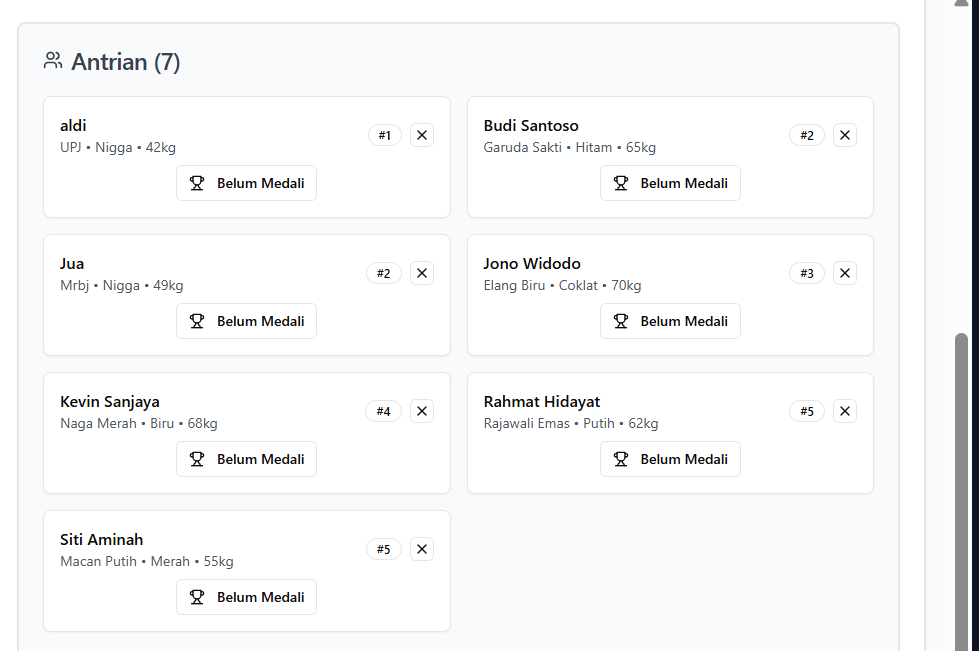 Antrian (7)
aldi
#1
UPJ • Nigga • 42kg
Belum Medali
Budi Santoso
#2
Garuda Sakti • Hitam • 65kg
Belum Medali
Jua
#2
Mrbj • Nigga • 49kg
Belum Medali
Jono Widodo
#3
Elang Biru • Coklat • 70kg
Belum Medali
Kevin Sanjaya
#4
Naga Merah • Biru • 68kg
Belum Medali
Rahmat Hidayat
#5
Rajawali Emas • Putih • 62kg
Belum Medali
Siti Aminah
#5
Macan Putih • Merah • 55kg
Belum Medali